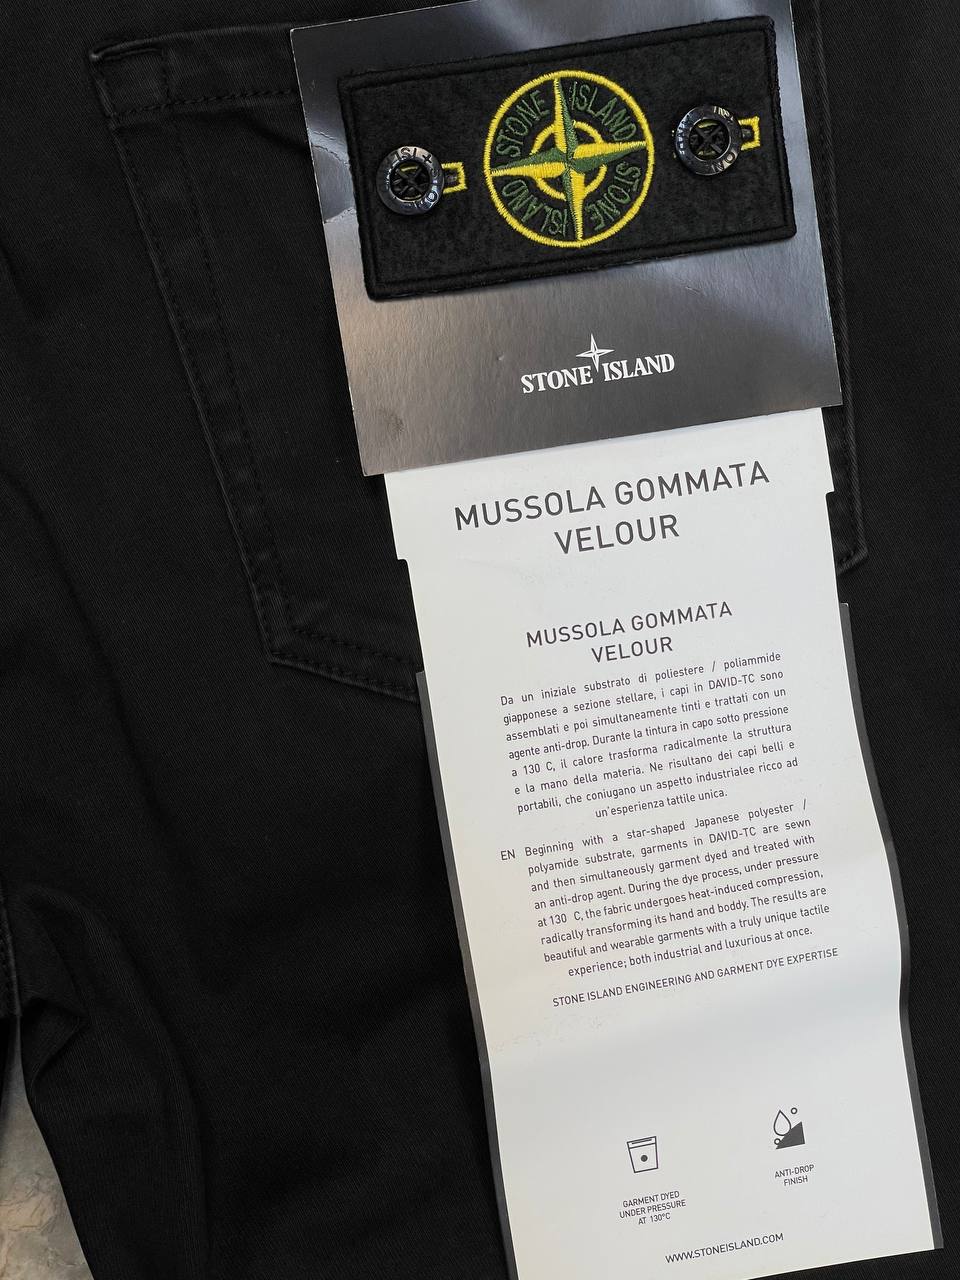 STONE ISLAND
STONE ISLAND
STONE ISLAND
MUSSOLA GOMMATA
VELOUR
MUSSOLA GOMMATA
VELOUR
Da un iniziale substrato di poliestere / poliammide
giapponese a sezione stellare, i capi in DAVID-TC sono
assemblati e poi simultaneamente tinti e trattati con un
agente anti-drop. Durante la tintura in capo sotto pressione
a 130 C, il calore trasforma radicalmente la struttura
e la mano della materia. Ne risultano dei capi belli e
portabili, che coniugano un aspetto industrialee ricco ad
un'esperienza tattile unica.
EN Beginning with a star-shaped Japanese polyester /
polyamide substrate, garments in DAVID-TC are sewn
and then simultaneously garment dyed and treated with
an anti-drop agent. During the dye process, under pressure
at 130 C, the fabric undergoes heat-induced compression,
radically transforming its hand and boddy. The results are
beautiful and wearable garments with a truly unique tactile
experience; both industrial and luxurious at once.
STONE ISLAND ENGINEERING AND GARMENT DYE EXPERTISE
GARMENT DYED
UNDER PRESSURE
AT 130°C
ANTI-DROP
FINISH
WWW.STONEISLAND.COM